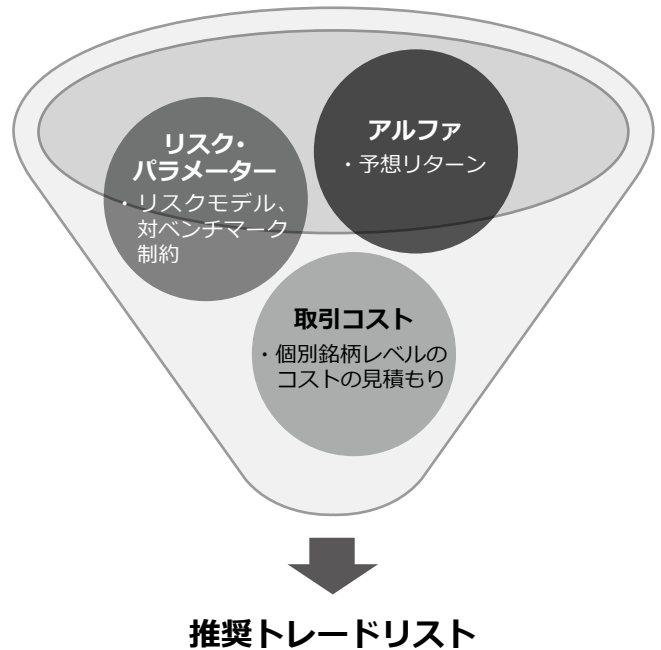 リスク・
パラメーター
・リスクモデル、
対ベンチマーク
制約
アルファ
・予想リターン
取引コスト
・個別銘柄レベルの
コストの見積もり
推奨トレードリスト